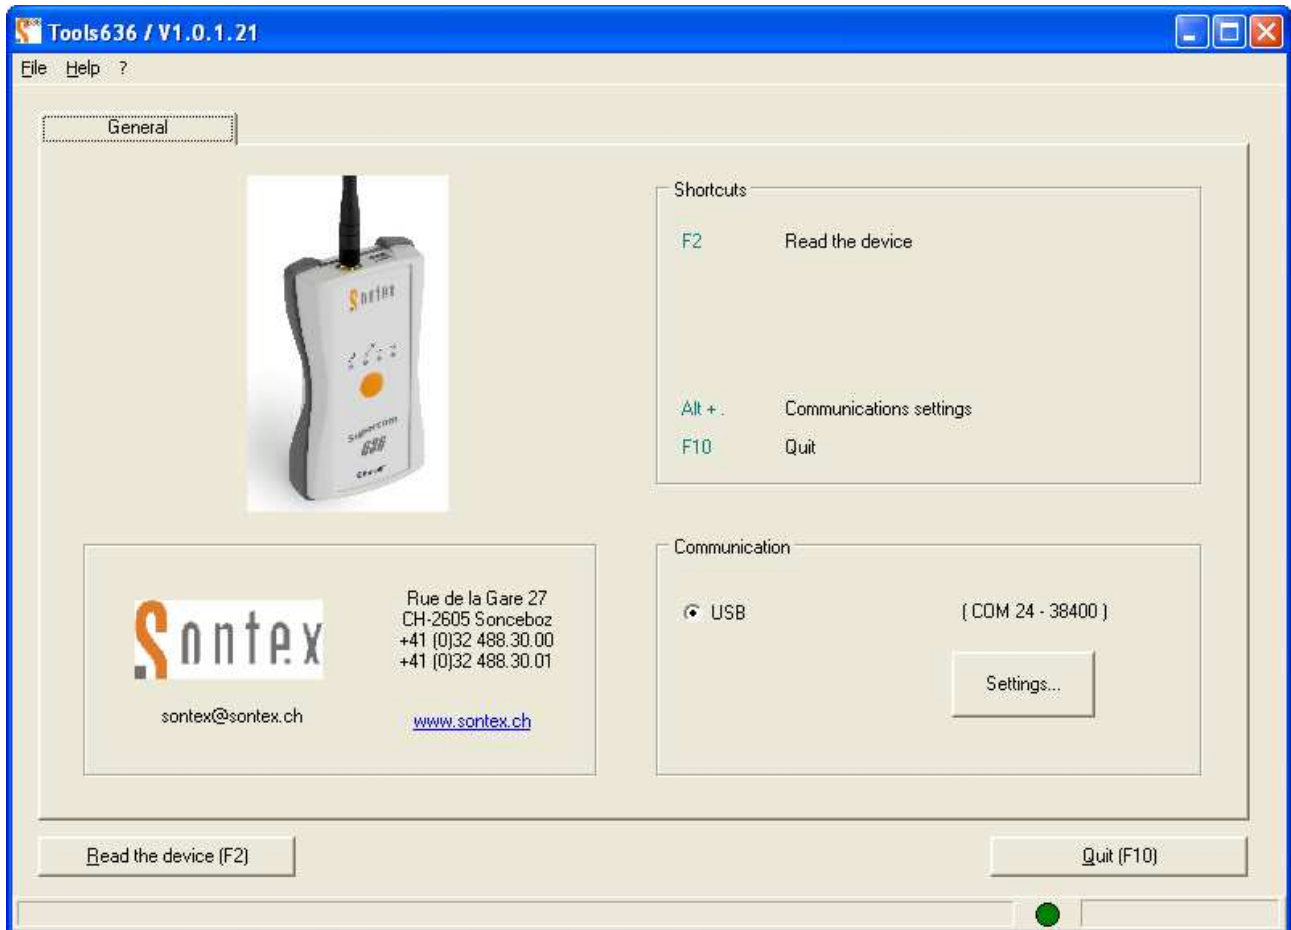 Tools636 / V1.0.1.21
File Help ?
General
Sontex
Supercom
636
Shortcuts
F2 Read the device
Alt + . Communications settings
F10 Quit
Sontex
Rue de la Gare 27
CH-2605 Sonceboz
+41 (0)32 488.30.00
+41 (0)32 488.30.01
sontex@sontex.ch
www.sontex.ch
Communication
USB ( COM 24 - 38400 )
Settings...
Read the device (F2)
Quit (F10)